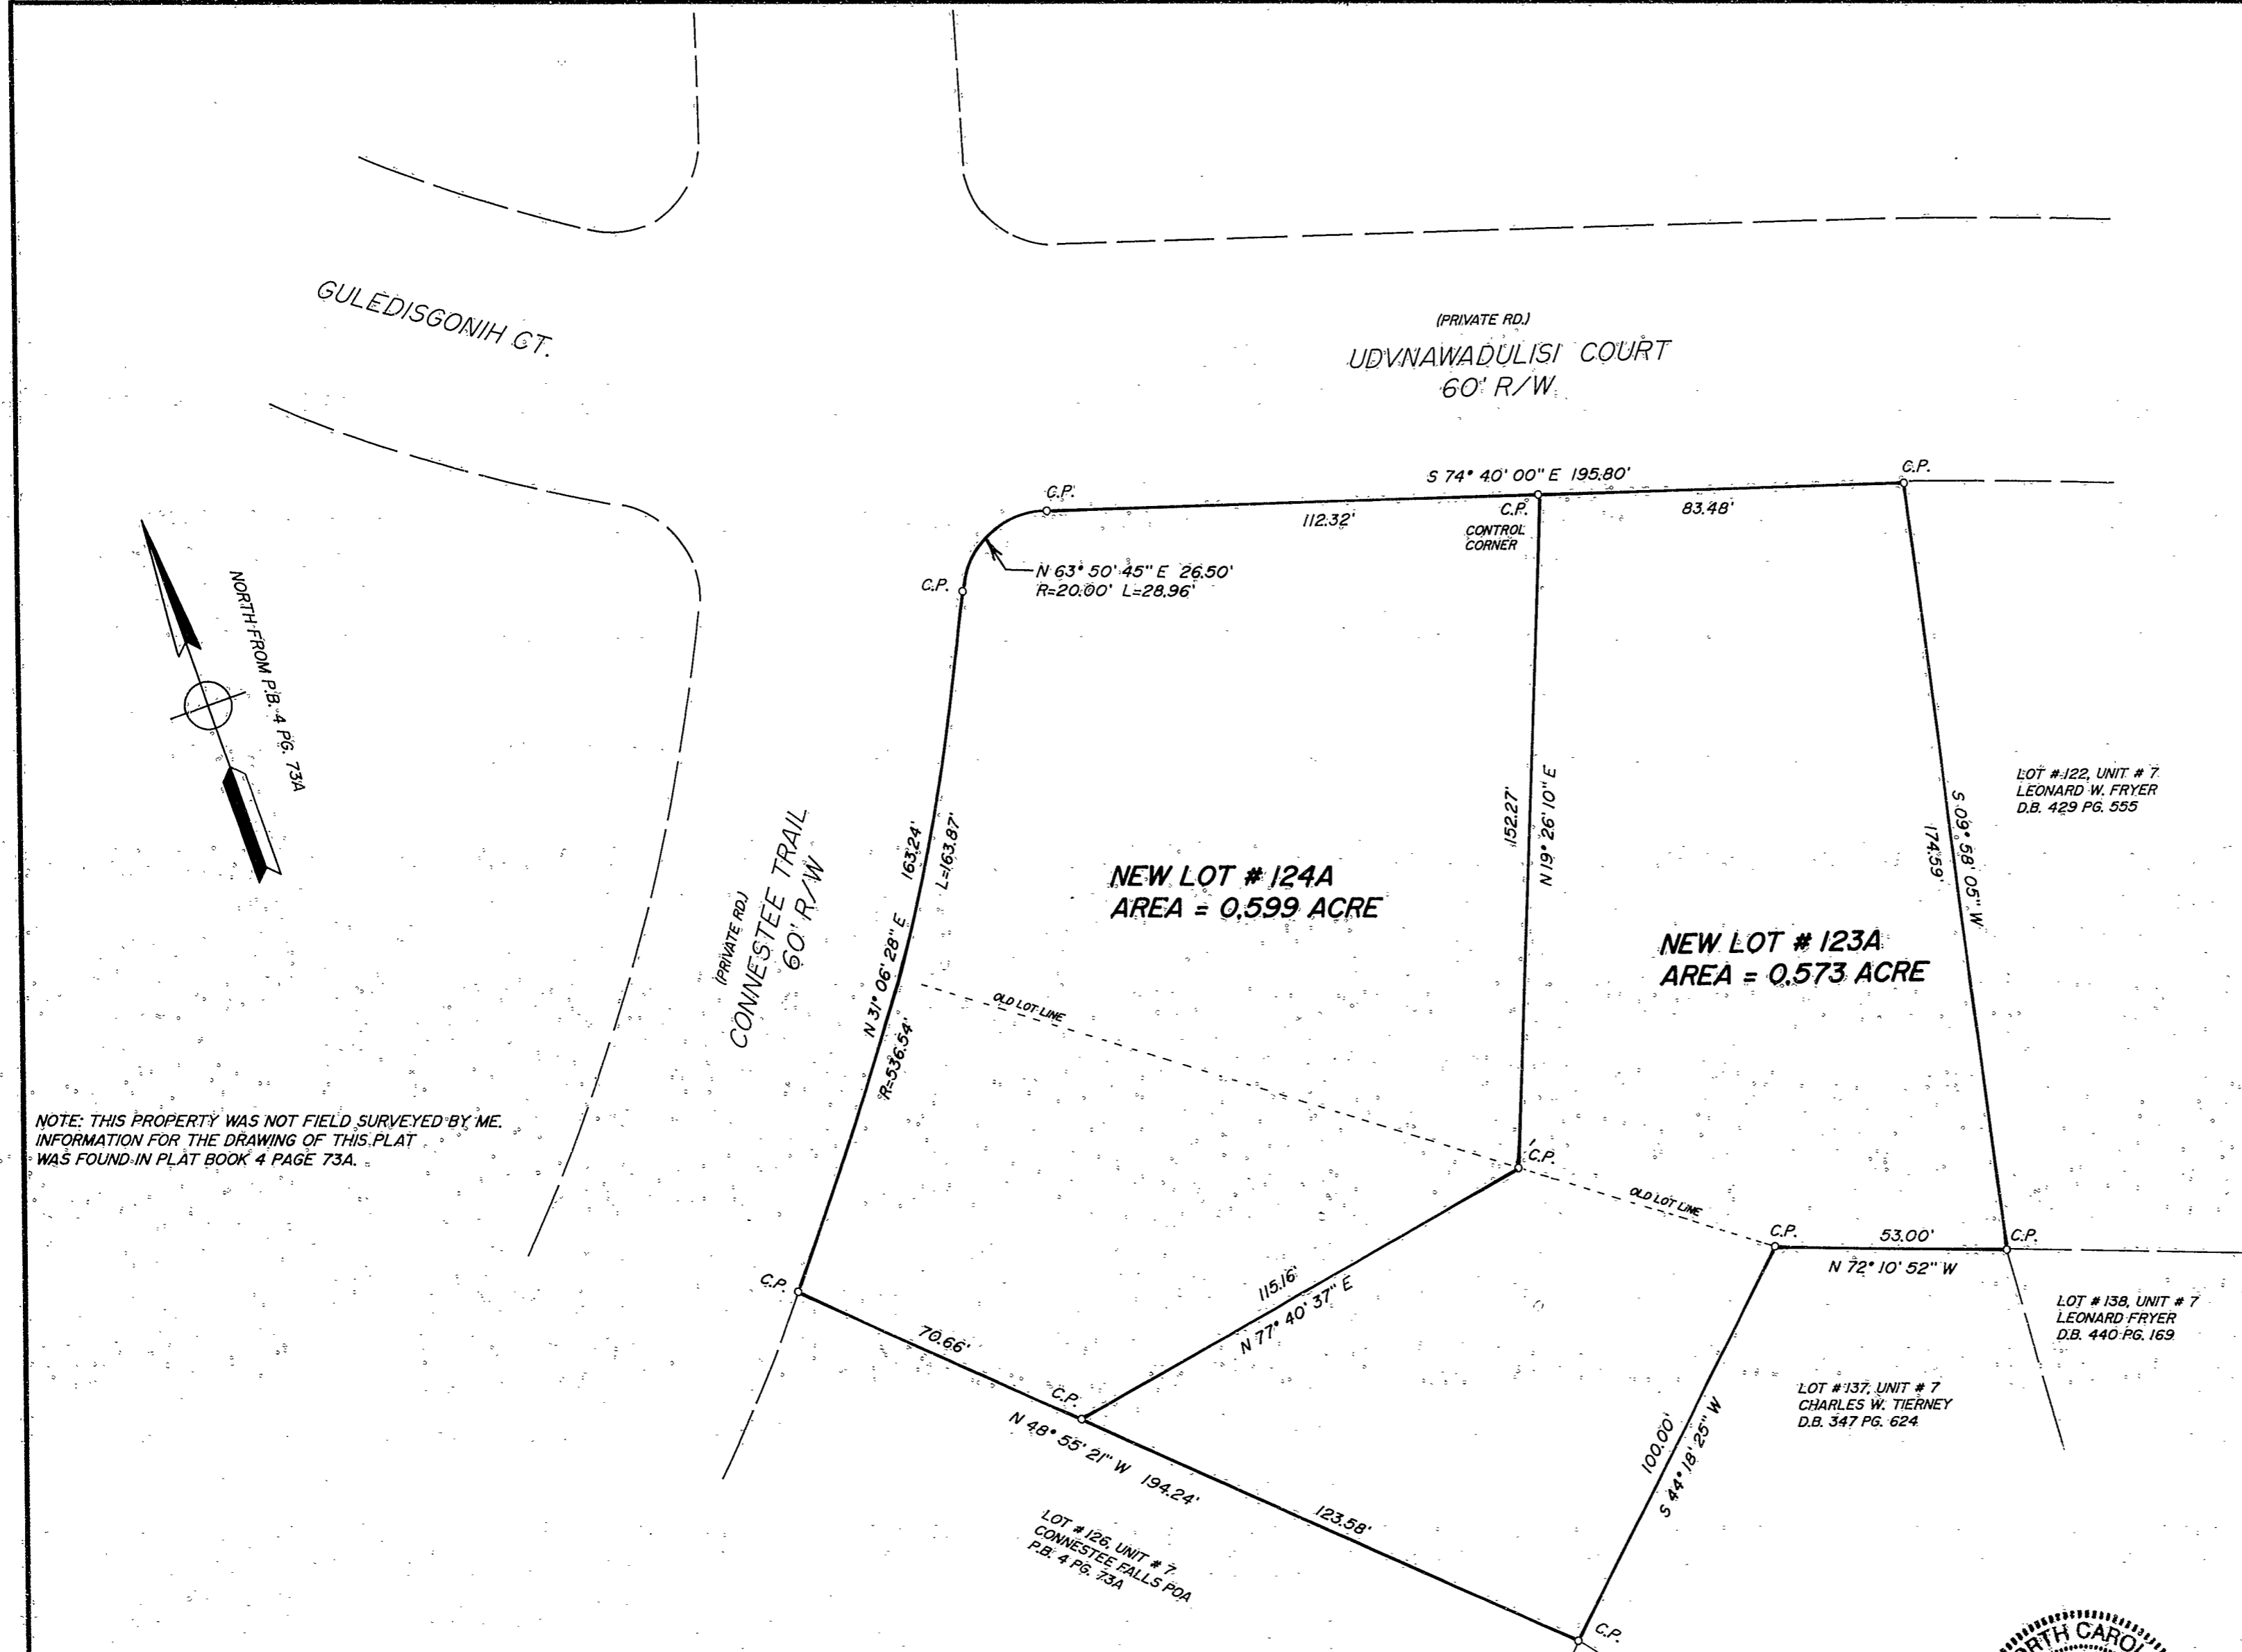 GULEDISGONIH CT.
(PRIVATE RD.)
UDVNAWADULISI COURT
60' R/W
S 74° 40' 00" E 195.80'
C.P.
C.P.
112.32'
C.P.
CONTROL
CORNER
83.48'
N 63° 50' 45" E 26.50'
R=20.00' L=28.96'
C.P.
NORTH FROM P.B. 4 PG. 73A
LOT # 122, UNIT # 7
LEONARD W. FRYER
D.B. 429 PG. 555
S 09° 58' 05" W
174.59'
152.27'
N 19° 26' 10" E
163.24'
L=163.87'
N 31° 06' 28" E
R=536.54'
(PRIVATE RD.)
CONNESTEE TRAIL
60' R/W
NEW LOT # 124A
AREA = 0.599 ACRE
NEW LOT # 123A
AREA = 0.573 ACRE
OLD LOT LINE
NOTE: THIS PROPERTY WAS NOT FIELD SURVEYED BY ME.
INFORMATION FOR THE DRAWING OF THIS PLAT
WAS FOUND IN PLAT BOOK 4 PAGE 73A.
C.P.
OLD LOT LINE
C.P.
53.00'
C.P.
N 72° 10' 52" W
C.P.
115.16'
N 77° 40' 37" E
70.66'
C.P.
LOT # 138, UNIT # 7
LEONARD FRYER
D.B. 440 PG. 169
LOT # 137, UNIT # 7
CHARLES W. TIERNEY
D.B. 347 PG. 624
100.00'
S 44° 18' 25" W
N 48° 55' 21" W 194.24'
123.58'
LOT # 126, UNIT # 7
CONNESTEE FALLS POA
P.B. 4 PG. 73A
C.P.
ORTH CAROL